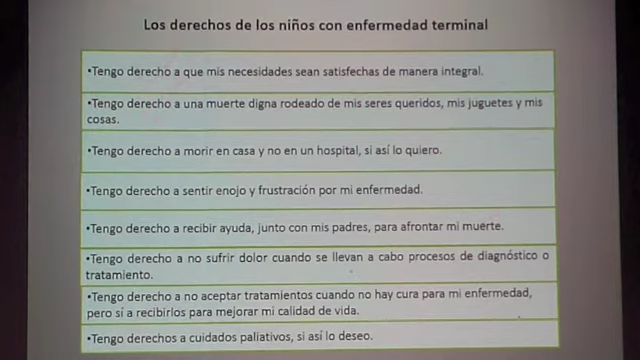 Los derechos de los niños con enfermedad terminal
•Tengo derecho a que mis necesidades sean satisfechas de manera integral.
•Tengo derecho a una muerte digna rodeado de mis seres queridos, mis juguetes y mis
cosas.
•Tengo derecho a morir en casa y no en un hospital, si así lo quiero.
•Tengo derecho a sentir enojo y frustración por mi enfermedad.
•Tengo derecho a recibir ayuda, junto con mis padres, para afrontar mi muerte.
•Tengo derecho a no sufrir dolor cuando se llevan a cabo procesos de diagnóstico o
tratamiento.
•Tengo derecho a no aceptar tratamientos cuando no hay cura para mi enfermedad,
pero sí a recibirlos para mejorar mi calidad de vida.
•Tengo derechos a cuidados paliativos, si así lo deseo.